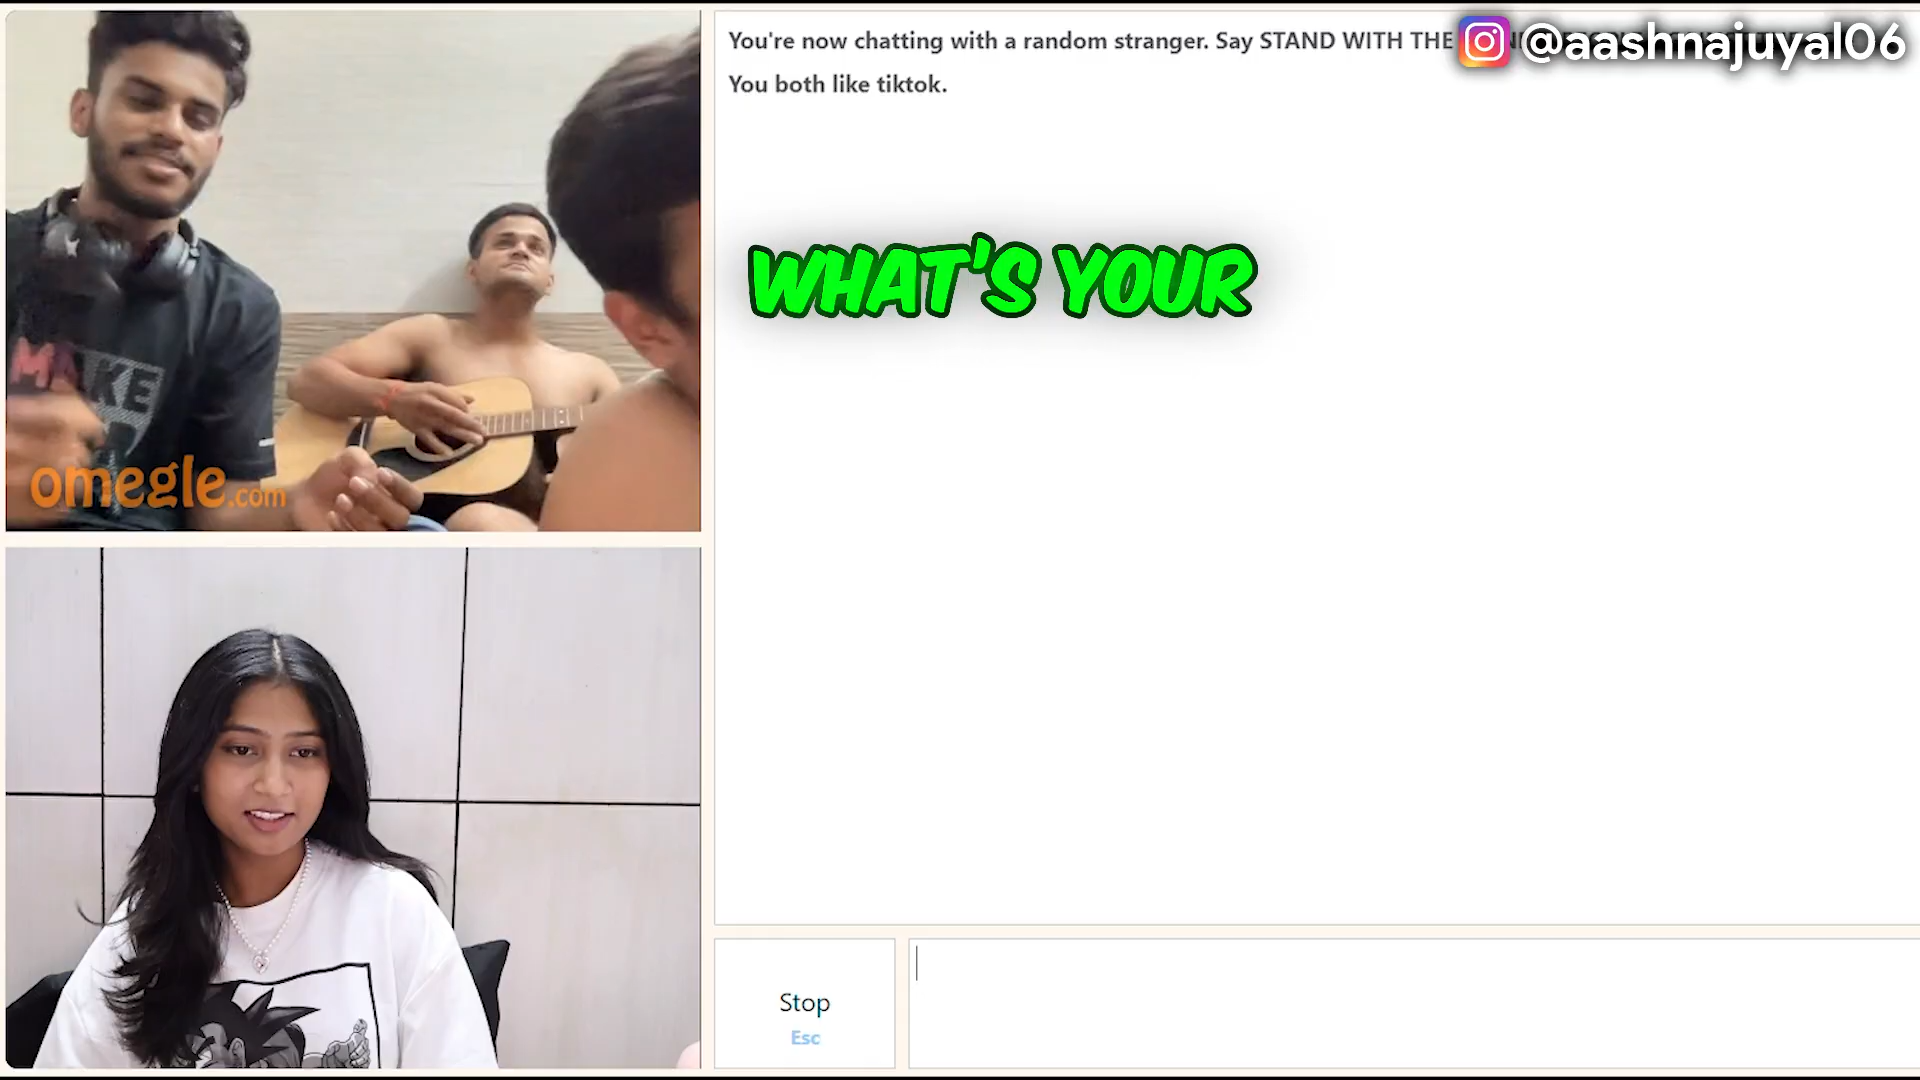 You're now chatting with a random stranger. Say STAND WITH THE
@aashnajuyal06
You both like tiktok.
WHAT'S YOUR
MAKE
omegle.com
Stop
Esc